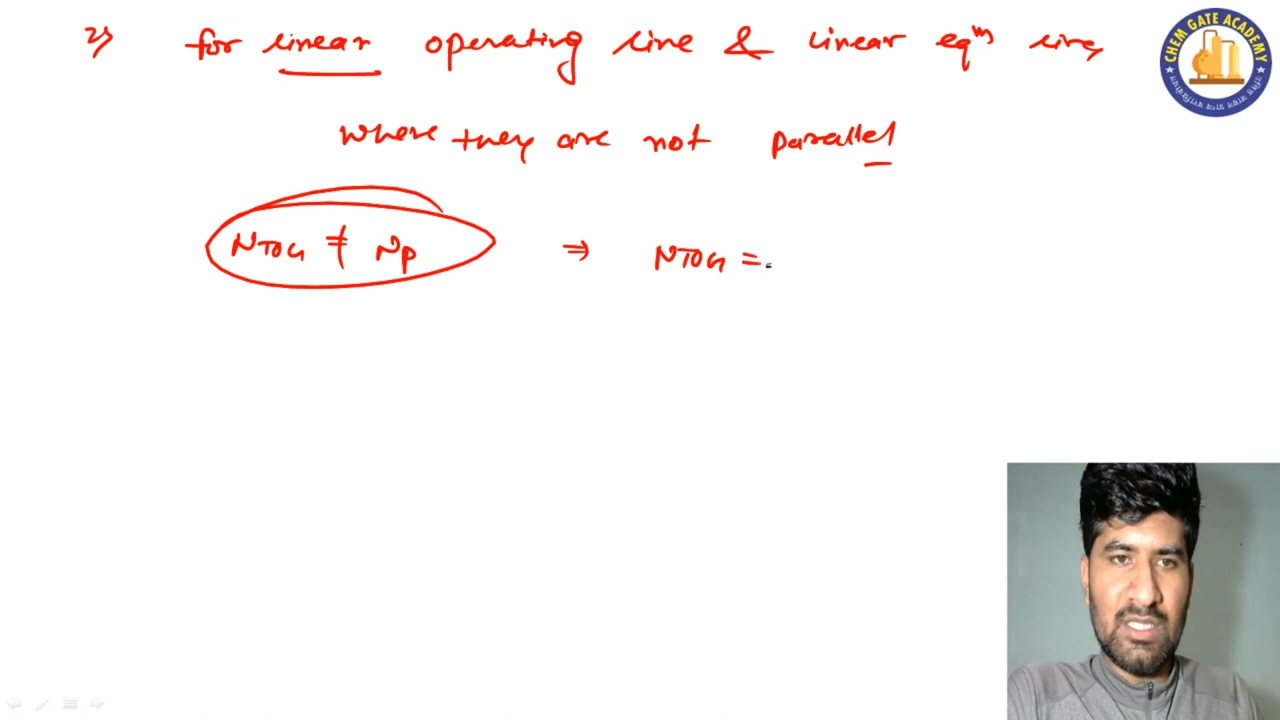 2) for linear operating line & linear eqm line,
where they are not parallel
NTOG ≠ Np ⇒ NTOG =
CHEM GATE ACADEMY